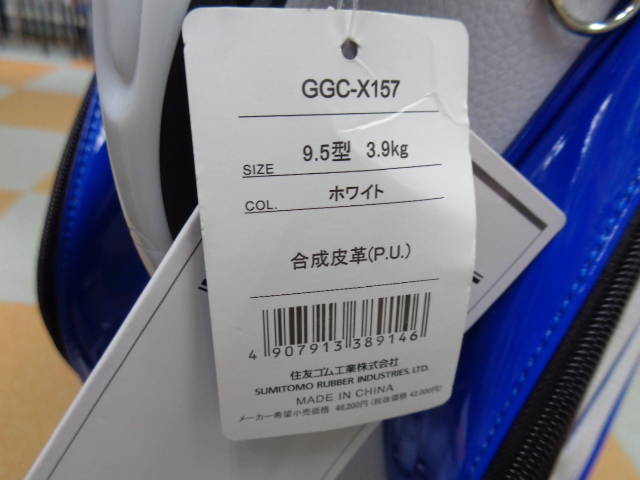 GGC-X157
SIZE 9.5型 3.9kg
COL. ホワイト
合成皮革(P.U.)
4 907913 389146
住友ゴム工業株式会社
SUMITOMO RUBBER INDUSTRIES, LTD.
MADE IN CHINA
メーカー希望小売価格 46,200円(税抜価格 42,000円)